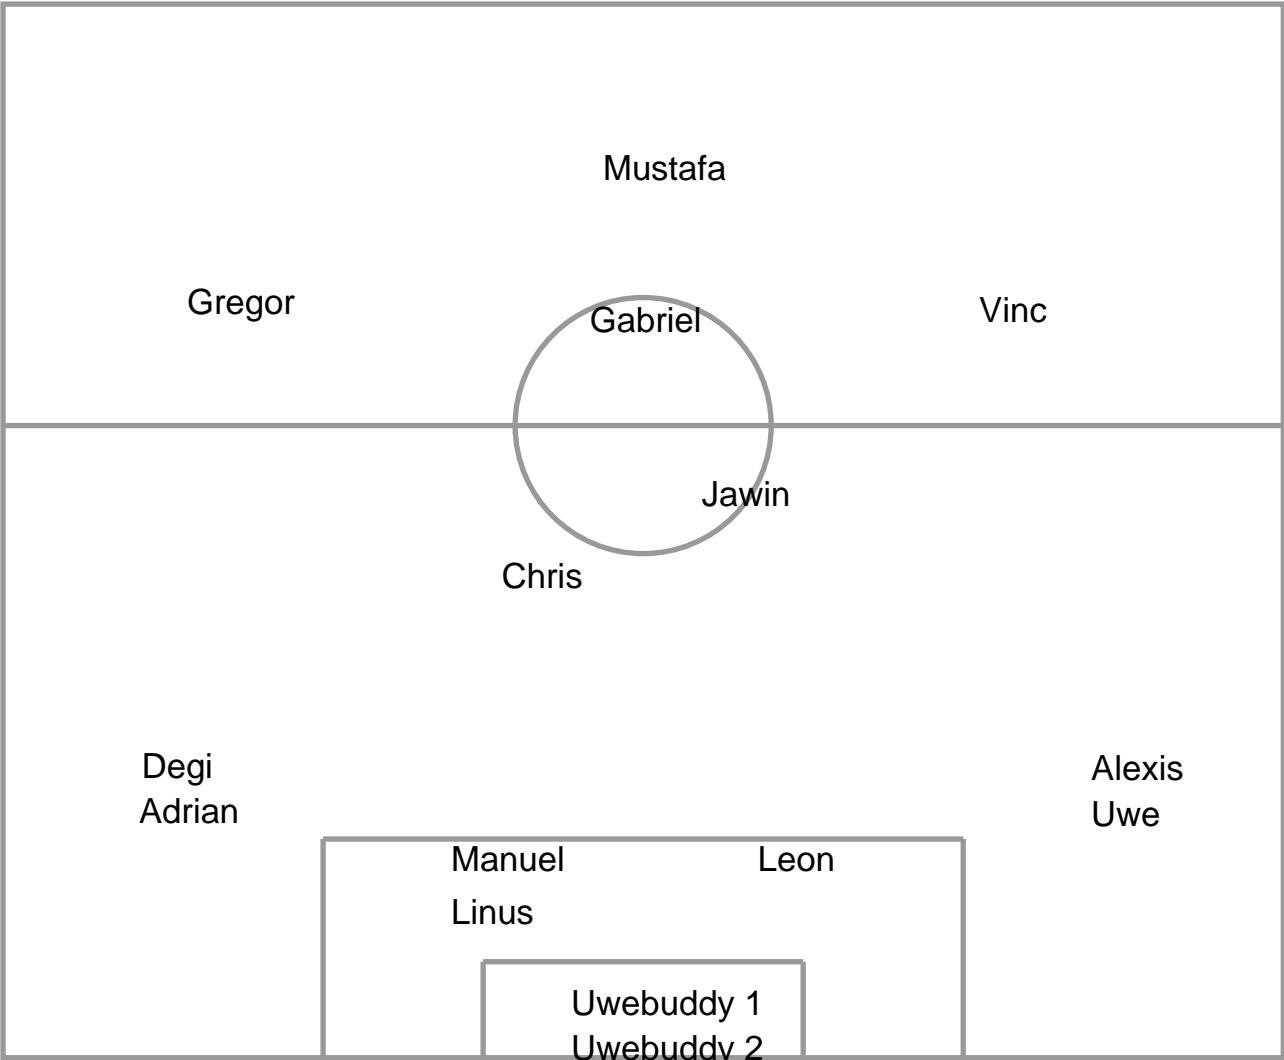 Mustafa
Gregor
Gabriel
Vinc
Jawin
Chris
Degi
Adrian
Alexis
Uwe
Manuel
Leon
Linus
Uwebuddy 1
Uwebuddy 2